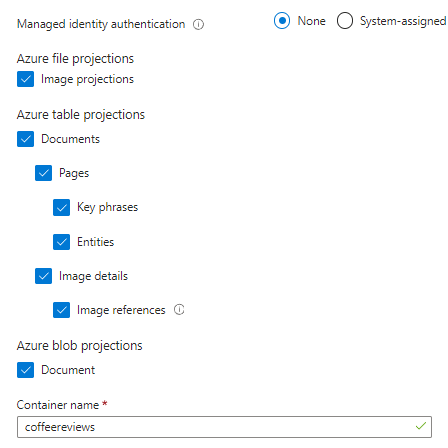 Managed identity authentication None System-assigned
Azure file projections
Image projections
Azure table projections
Documents
Pages
Key phrases
Entities
Image details
Image references
Azure blob projections
Document
Container name *
coffeereviews